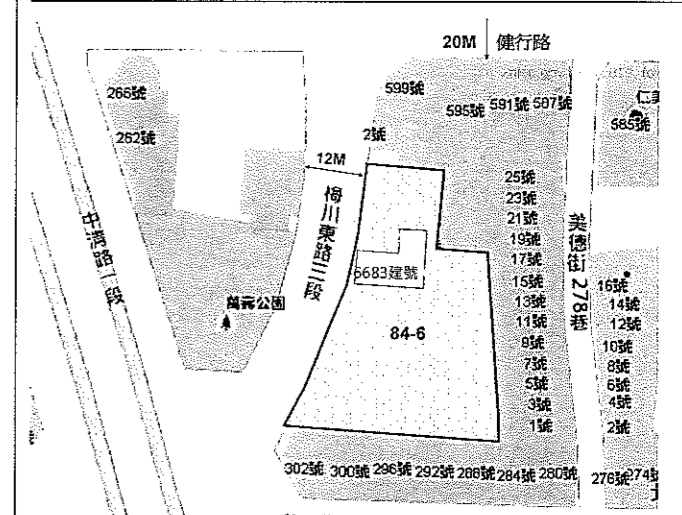 20M 健行路
599號
595號 591號 587號
266號
262號
585號
2號
12M
梅川東路三段
中清路一段
萬壽公園
6683建號
84-6
25號
23號
21號
19號
17號
15號
13號
11號
9號
7號
5號
3號
1號
美德街 278巷
16號
14號
12號
10號
8號
6號
4號
2號
302號 300號 296號 292號 288號 284號 280號 276號 274號